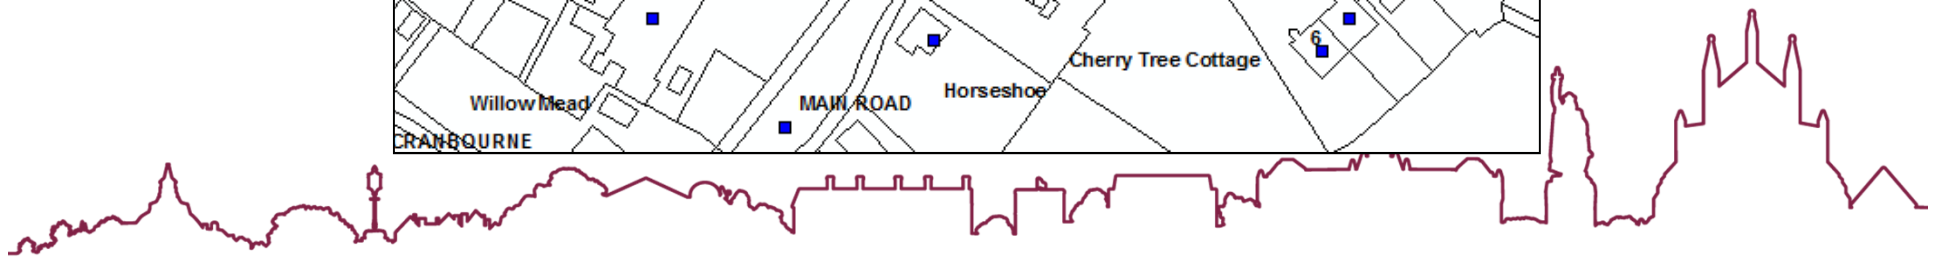 6
Cherry Tree Cottage
Horseshoe
Willow Mead
MAIN ROAD
CRANBOURNE